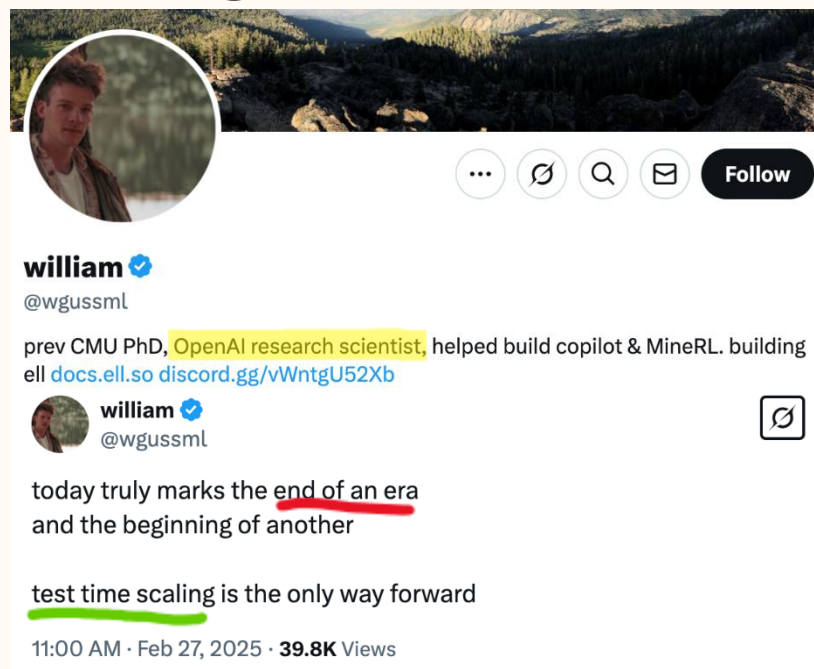 Follow
william
@wgussml
prev CMU PhD, OpenAI research scientist, helped build copilot & MineRL. building
ell docs.ell.so discord.gg/vWntgU52Xb
william
@wgussml
today truly marks the end of an era
and the beginning of another
test time scaling is the only way forward
11:00 AM · Feb 27, 2025 · 39.8K Views